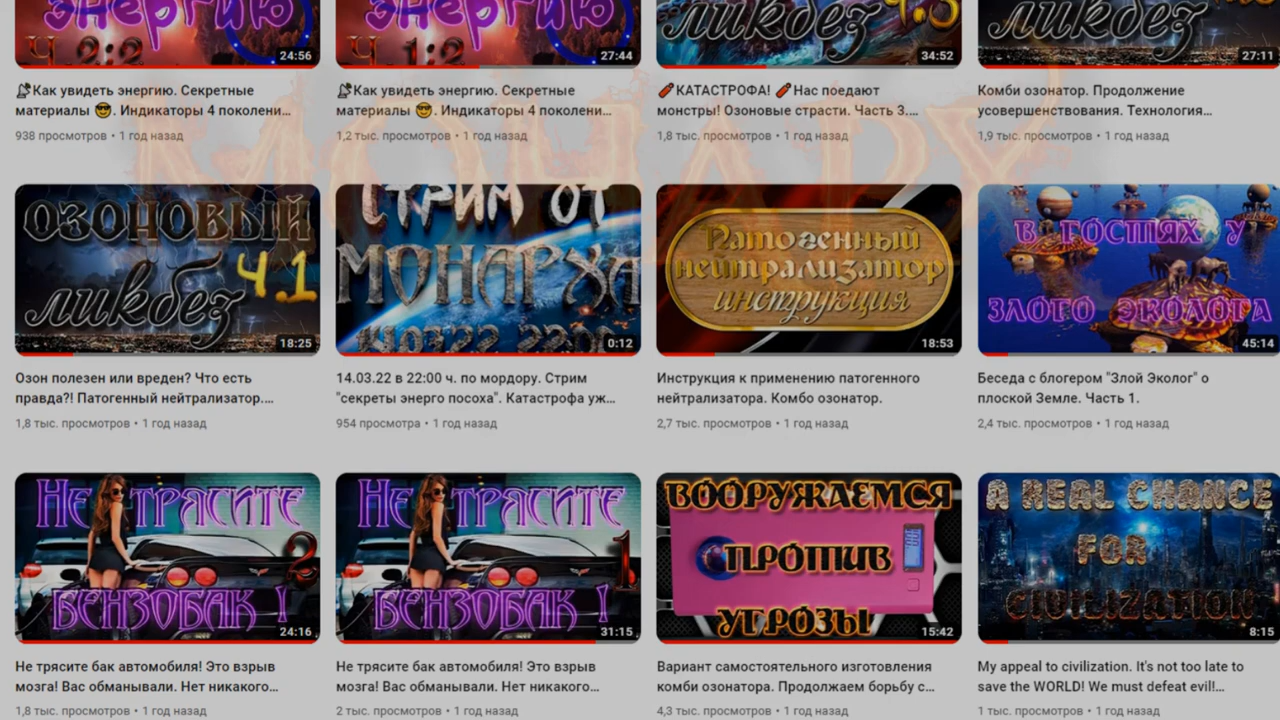 энергию
Ч.2:2
24:56
энергию
Ч.1:2
27:44
ликбез
34:52
ликбез
27:11
Как увидеть энергию. Секретные
материалы 😎. Индикаторы 4 поколени…
938 просмотров • 1 год назад
Как увидеть энергию. Секретные
материалы 😎. Индикаторы 4 поколени…
1,2 тыс. просмотров • 1 год назад
🧨КАТАСТРОФА! 🧨Нас поедают
монстры! Озоновые страсти. Часть 3.…
1,8 тыс. просмотров • 1 год назад
Комби озонатор. Продолжение
усовершенствования. Технология…
1,9 тыс. просмотров • 1 год назад
ОЗОНОВЫЙ
ликбез
Ч.1
18:25
СТРИМ ОТ
МОНАРХА
14.03.22 22:00
0:12
Патогенный
нейтрализатор
инструкция
18:53
В ГОСТЯХ У
ЗЛОГО ЭКОЛОГА
45:14
Озон полезен или вреден? Что есть
правда?! Патогенный нейтрализатор.…
1,8 тыс. просмотров • 1 год назад
14.03.22 в 22:00 ч. по мордору. Стрим
"секреты энерго посоха". Катастрофа уж…
954 просмотра • 1 год назад
Инструкция к применению патогенного
нейтрализатора. Комбо озонатор.
2,7 тыс. просмотров • 1 год назад
Беседа с блогером "Злой Эколог" о
плоской Земле. Часть 1.
2,4 тыс. просмотров • 1 год назад
НЕ ТРЯСИТЕ
2
БЕНЗОБАК !
24:16
НЕ ТРЯСИТЕ
1
БЕНЗОБАК !
31:15
ВООРУЖАЕМСЯ
ПРОТИВ
УГРОЗЫ
15:42
A REAL CHANCE
FOR
CIVILIZATION
8:15
Не трясите бак автомобиля! Это взрыв
мозга! Вас обманывали. Нет никакого…
1,8 тыс. просмотров • 1 год назад
Не трясите бак автомобиля! Это взрыв
мозга! Вас обманывали. Нет никакого…
2 тыс. просмотров • 1 год назад
Вариант самостоятельного изготовления
комби озонатора. Продолжаем борьбу с…
4,3 тыс. просмотров • 1 год назад
My appeal to civilization. It's not too late to
save the WORLD! We must defeat evil!…
1 тыс. просмотров • 1 год назад